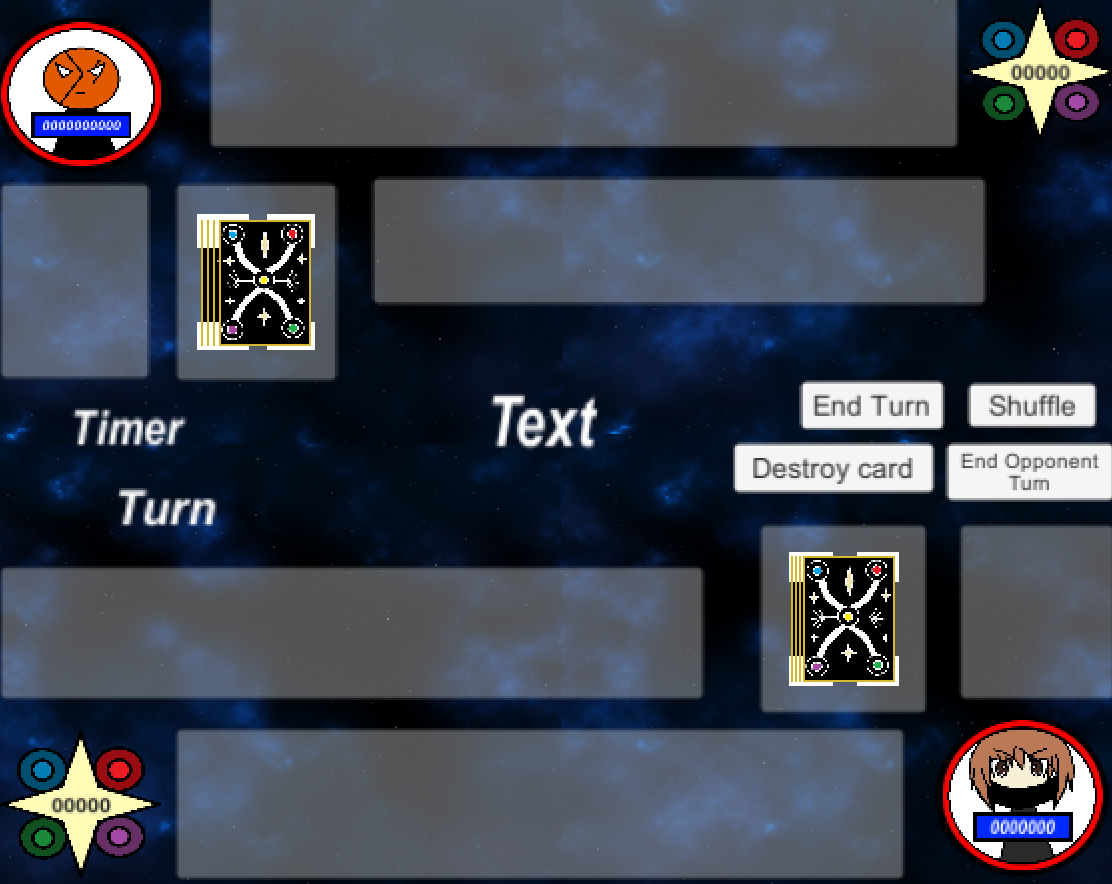 00000
0000000000
Timer
Text
End Turn
Shuffle
Destroy card
End Opponent
Turn
Turn
00000
0000000